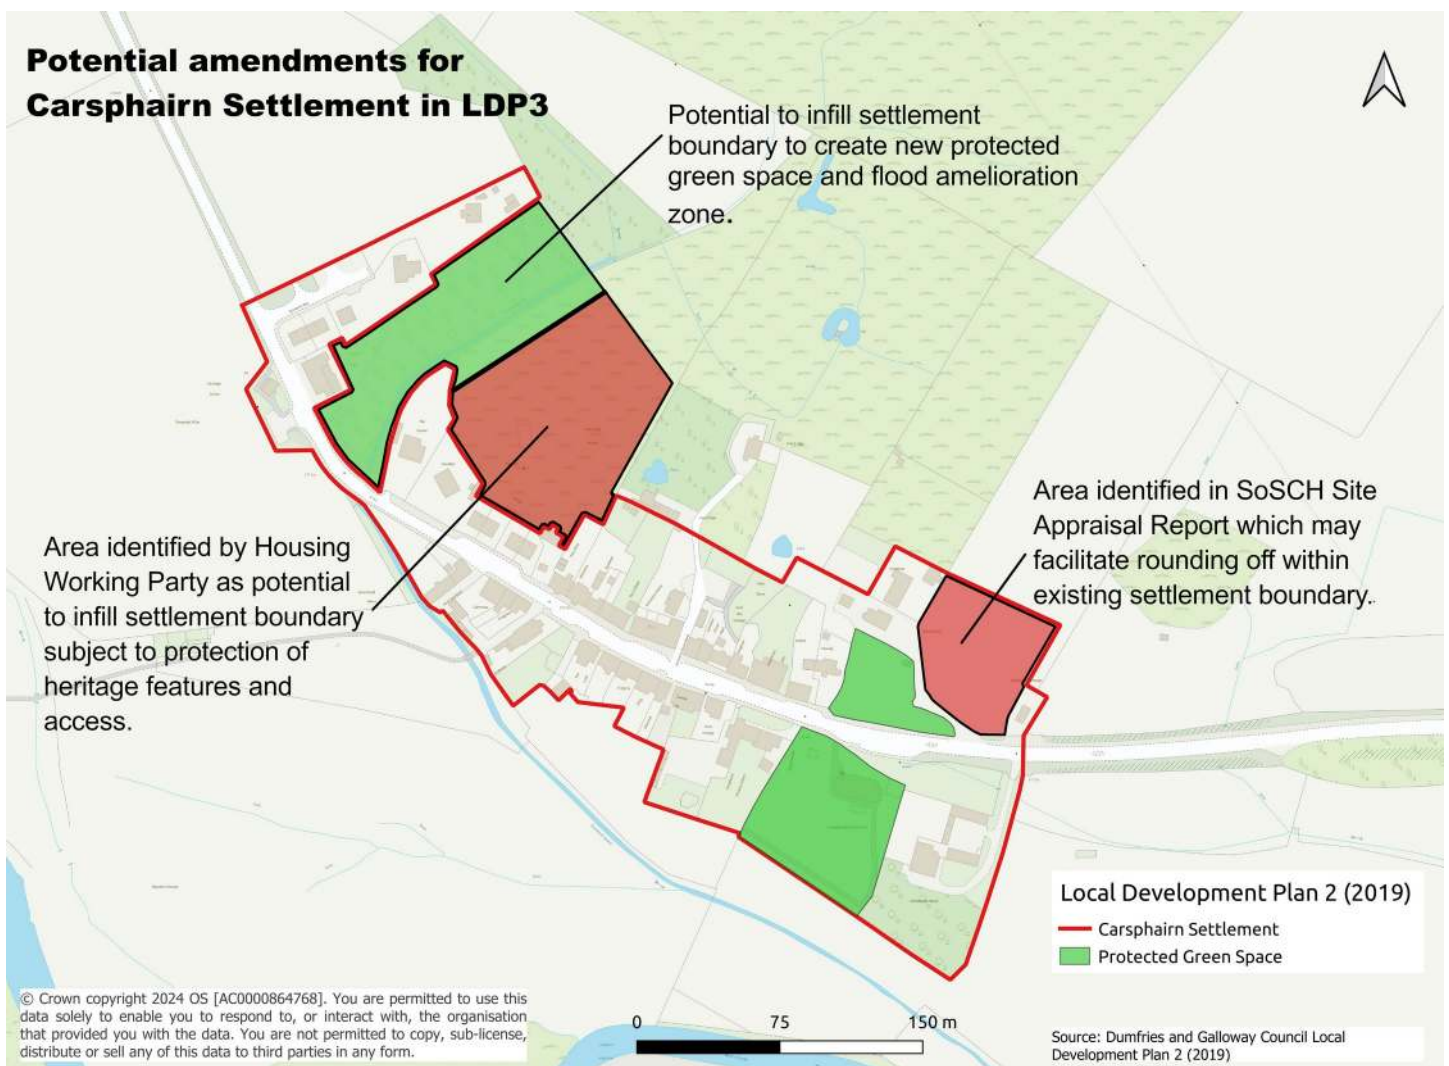 Potential amendments for
Carsphairn Settlement in LDP3
Potential to infill settlement
boundary to create new protected
green space and flood amelioration
zone.
Area identified in SoSCH Site
Appraisal Report which may
facilitate rounding off within
existing settlement boundary.
Area identified by Housing
Working Party as potential
to infill settlement boundary
subject to protection of
heritage features and
access.
Local Development Plan 2 (2019)
Carsphairn Settlement
Protected Green Space
© Crown copyright 2024 OS [AC0000864768]. You are permitted to use this
data solely to enable you to respond to, or interact with, the organisation
that provided you with the data. You are not permitted to copy, sub-license,
distribute or sell any of this data to third parties in any form.
0 75 150 m
Source: Dumfries and Galloway Council Local
Development Plan 2 (2019)